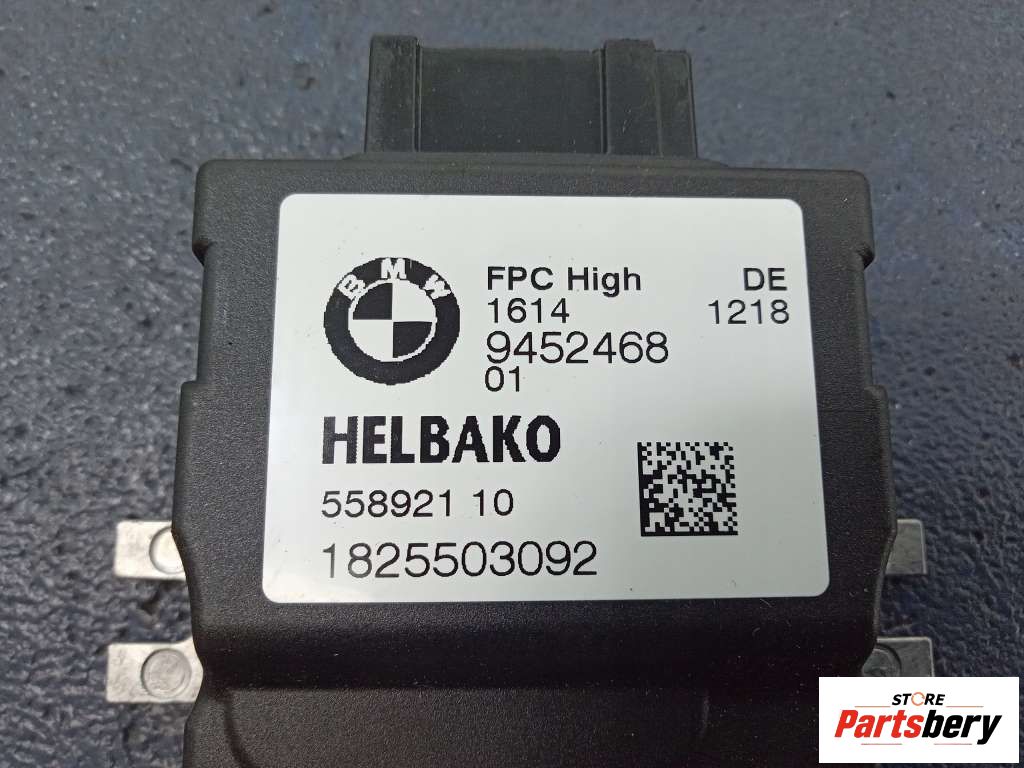 BMW
FPC High DE
1614 1218
9452468
01
HELBAKO
558921 10
1825503092
STORE
Partsbery